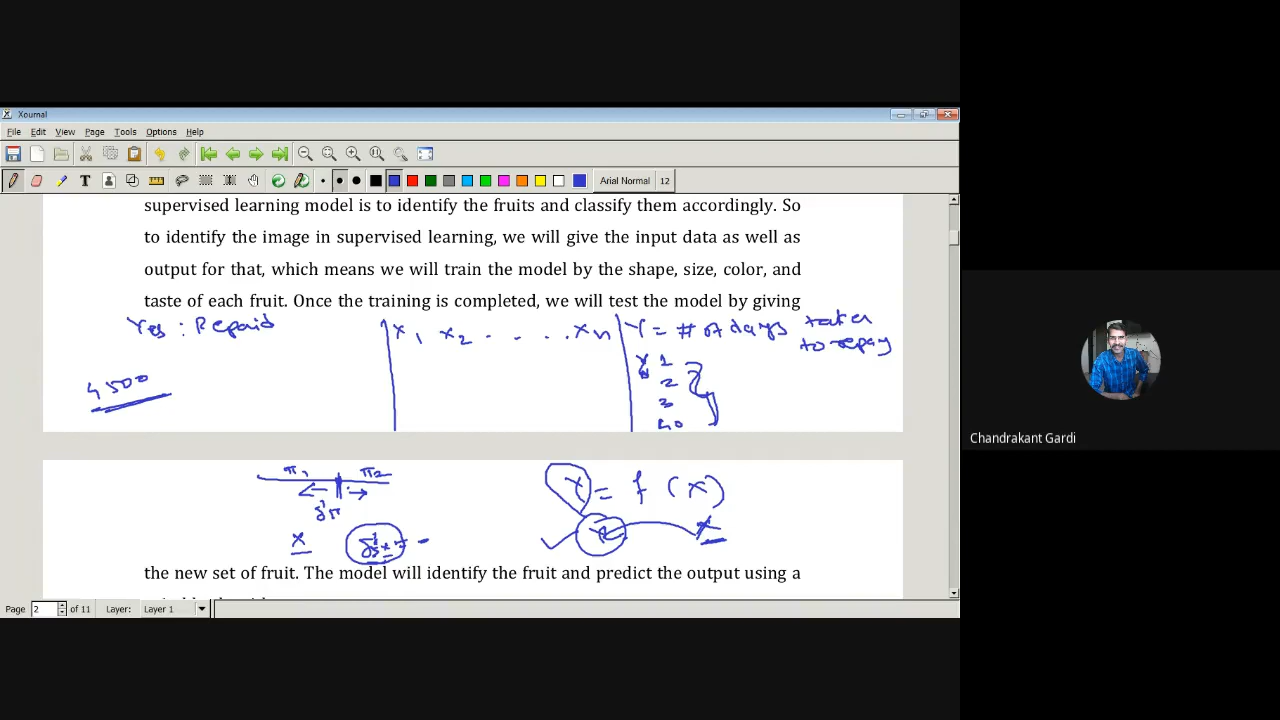 Xournal
File Edit View Page Tools Options Help
T Arial Normal 12
supervised learning model is to identify the fruits and classify them accordingly. So
to identify the image in supervised learning, we will give the input data as well as
output for that, which means we will train the model by the shape, size, color, and
taste of each fruit. Once the training is completed, we will test the model by giving
Yes : Repaid
x1 x2 - - . . . xn
Y = # of days taken
to repay
1
2
3
4500
π1 π2
Y = f (x)
x
the new set of fruit. The model will identify the fruit and predict the output using a
Page 2 of 11 Layer: Layer 1
Chandrakant Gardi